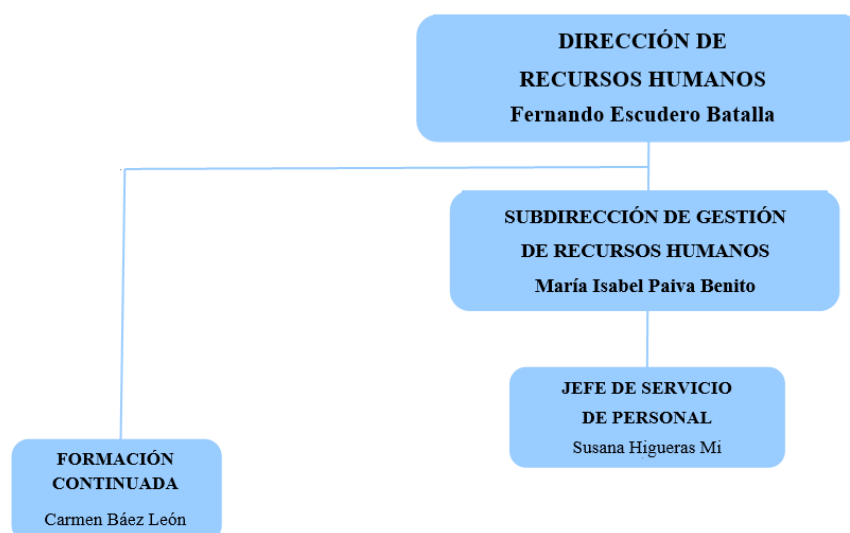 DIRECCIÓN DE
RECURSOS HUMANOS
Fernando Escudero Batalla
SUBDIRECCIÓN DE GESTIÓN
DE RECURSOS HUMANOS
María Isabel Paiva Benito
JEFE DE SERVICIO
DE PERSONAL
Susana Higueras Mi
FORMACIÓN
CONTINUADA
Carmen Báez León